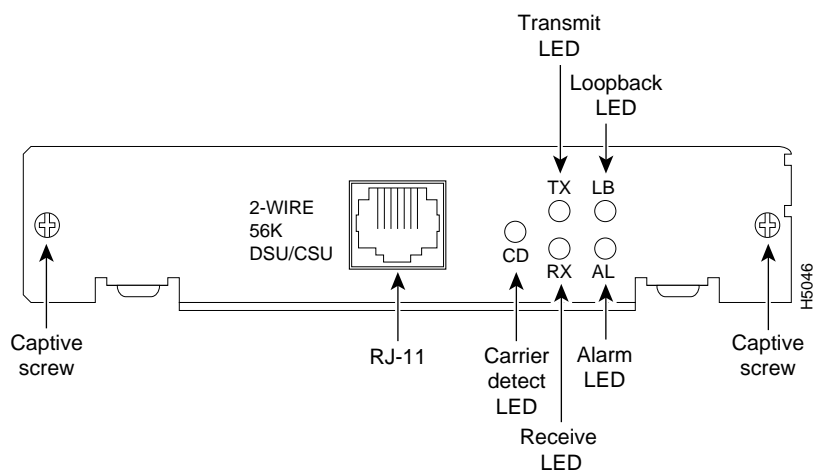 Transmit
LED
Loopback
LED
TX LB
2-WIRE
56K
DSU/CSU
CD
RX AL
H5046
Captive
screw
RJ-11
Carrier
detect
LED
Alarm
LED
Captive
screw
Receive
LED